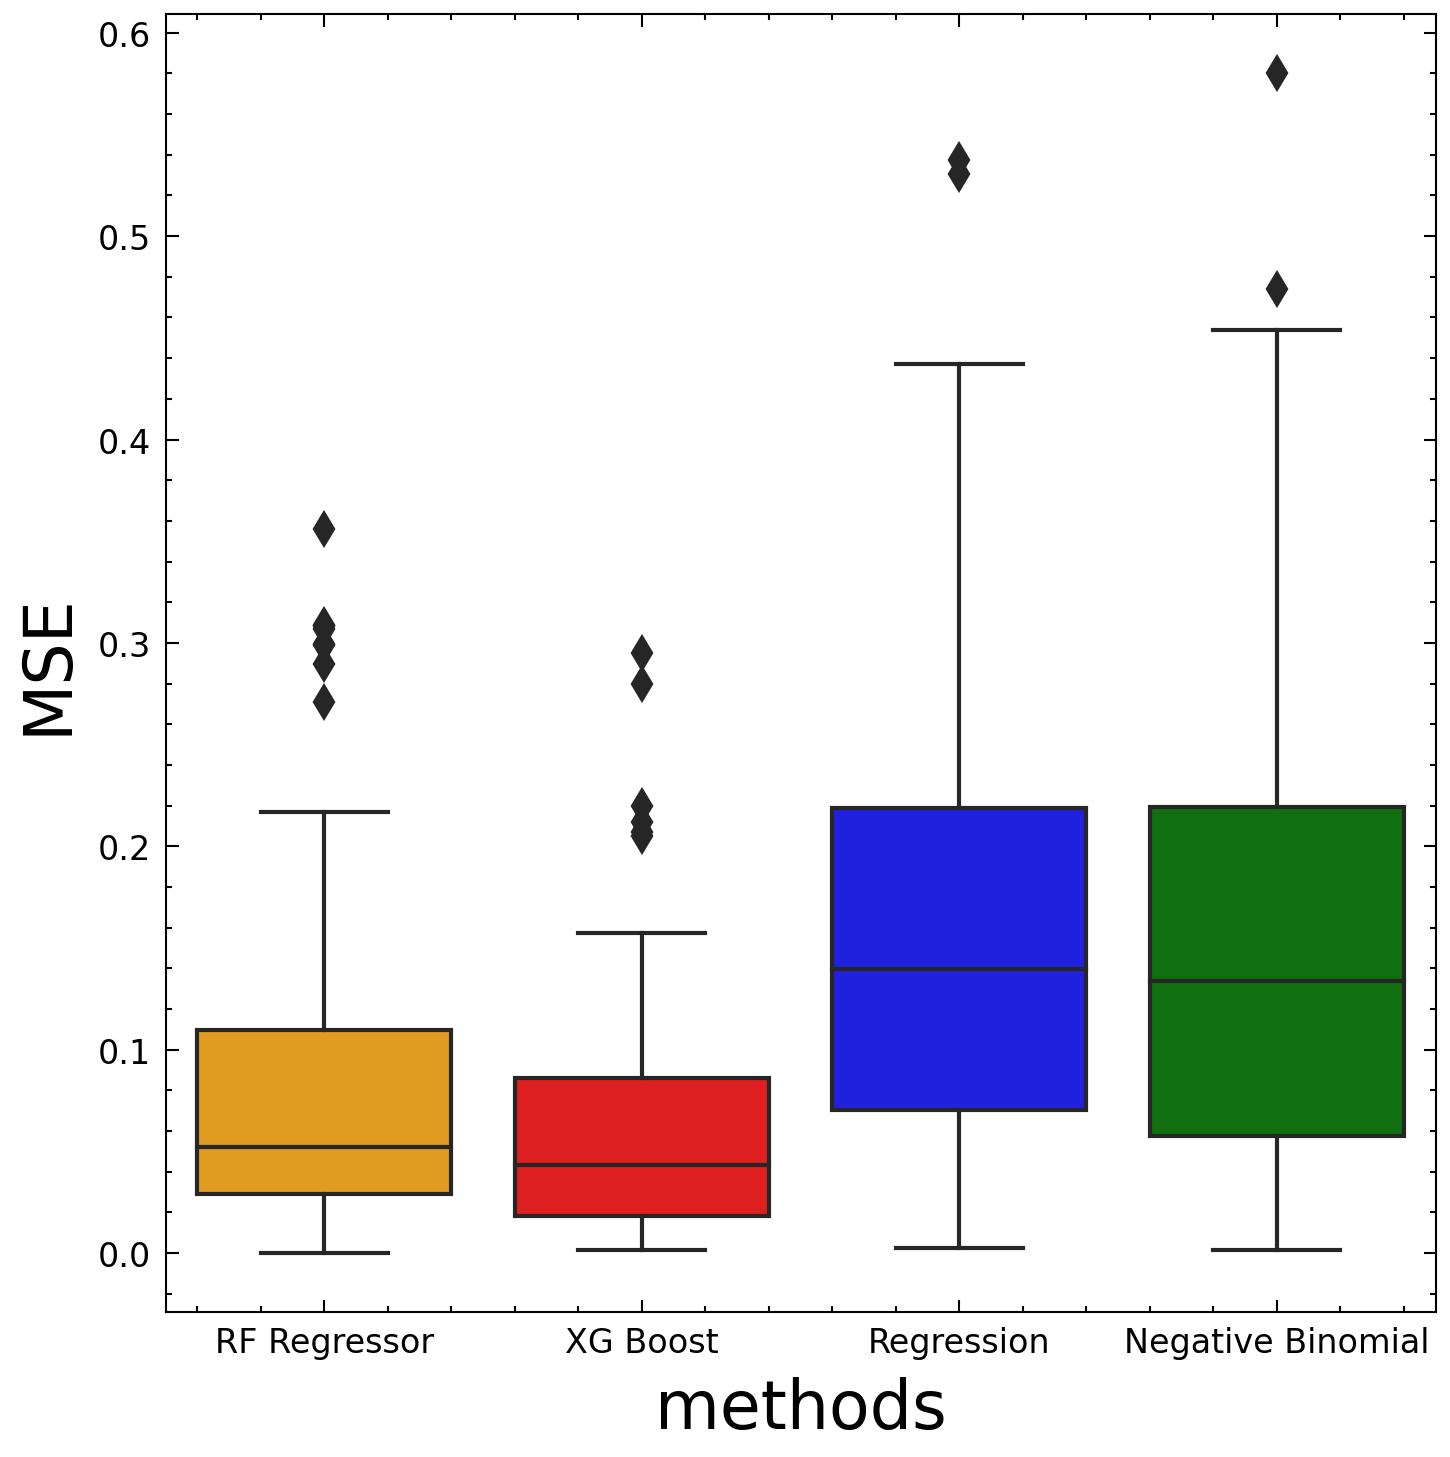 0.6
0.5
0.4
0.3
0.2
0.1
0.0
MSE
RF Regressor
XG Boost
Regression
Negative Binomial
methods